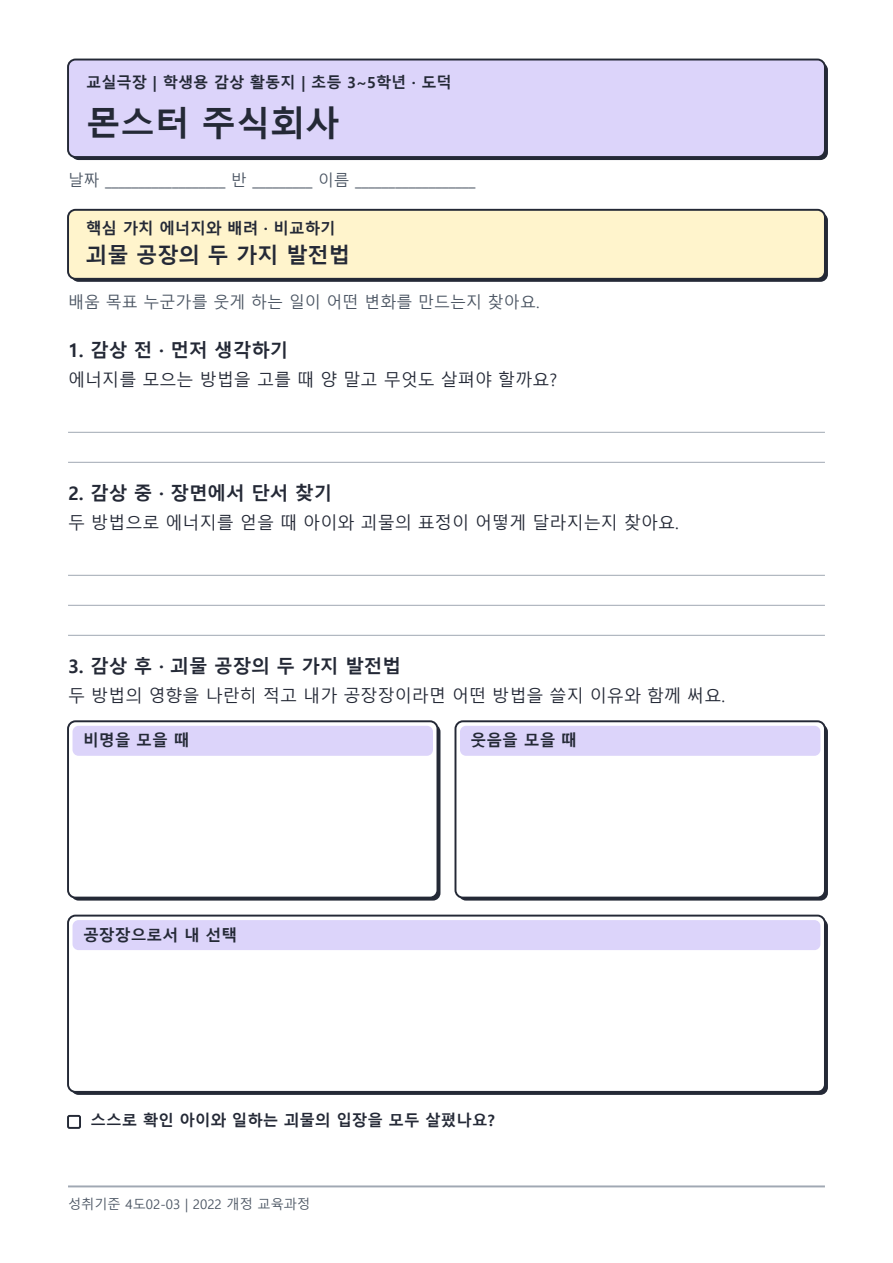 교실극장 | 학생용 감상 활동지 | 초등 3~5학년 · 도덕
몬스터 주식회사
날짜 ______________ 반 _______ 이름 ______________
핵심 가치 에너지와 배려 · 비교하기
괴물 공장의 두 가지 발전법
배움 목표 누군가를 웃게 하는 일이 어떤 변화를 만드는지 찾아요.
1. 감상 전 · 먼저 생각하기
에너지를 모으는 방법을 고를 때 양 말고 무엇도 살펴야 할까요?
2. 감상 중 · 장면에서 단서 찾기
두 방법으로 에너지를 얻을 때 아이와 괴물의 표정이 어떻게 달라지는지 찾아요.
3. 감상 후 · 괴물 공장의 두 가지 발전법
두 방법의 영향을 나란히 적고 내가 공장장이라면 어떤 방법을 쓸지 이유와 함께 써요.
비명을 모을 때
웃음을 모을 때
공장장으로서 내 선택
스스로 확인 아이와 일하는 괴물의 입장을 모두 살폈나요?
성취기준 4도02-03 | 2022 개정 교육과정